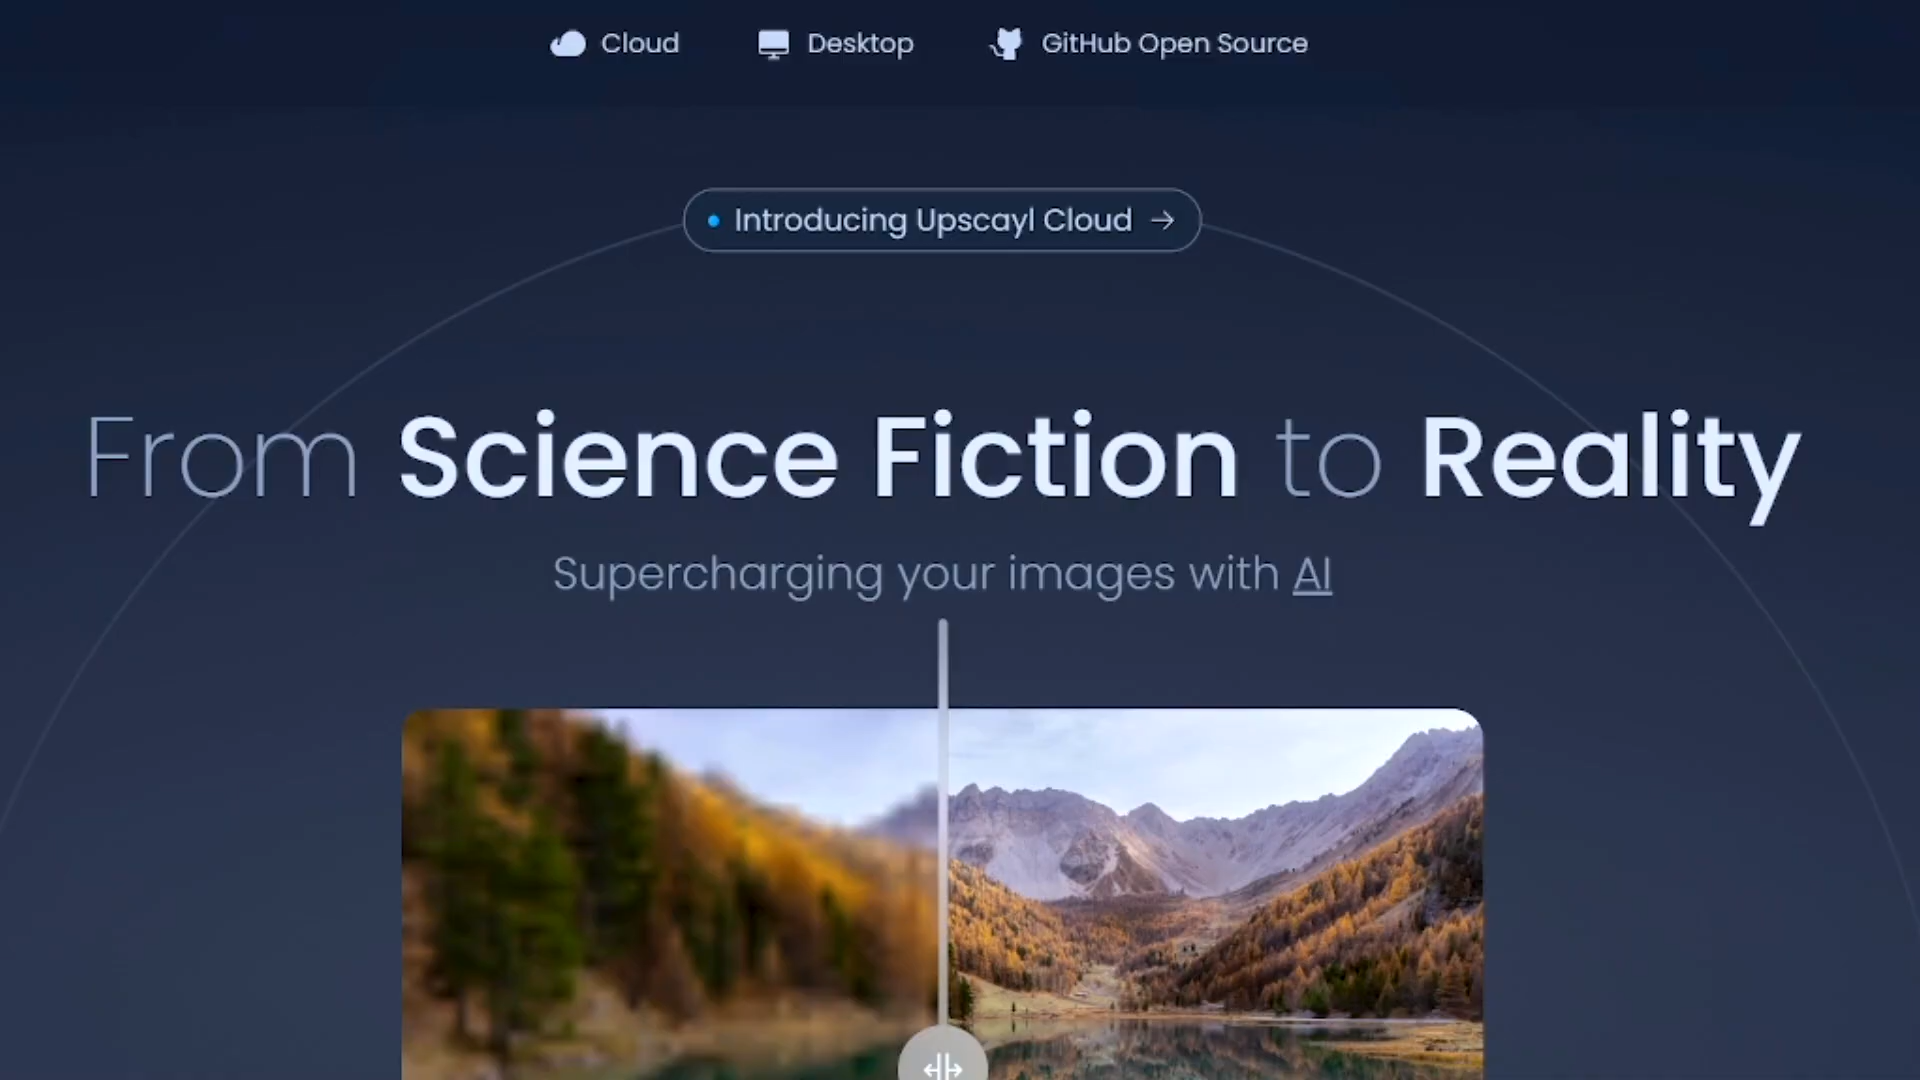 Cloud Desktop GitHub Open Source
Introducing Upscayl Cloud →
From Science Fiction to Reality
Supercharging your images with AI